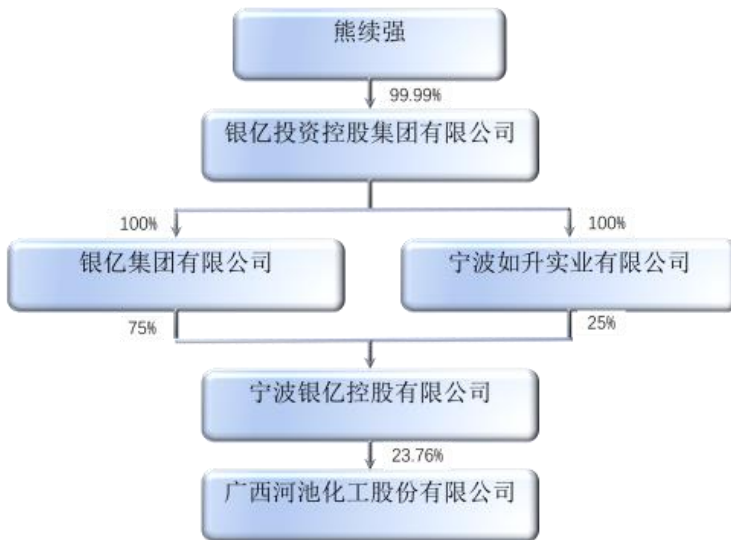 熊续强
99.99%
银亿投资控股集团有限公司
100%
100%
银亿集团有限公司
宁波如升实业有限公司
75%
25%
宁波银亿控股有限公司
23.76%
广西河池化工股份有限公司